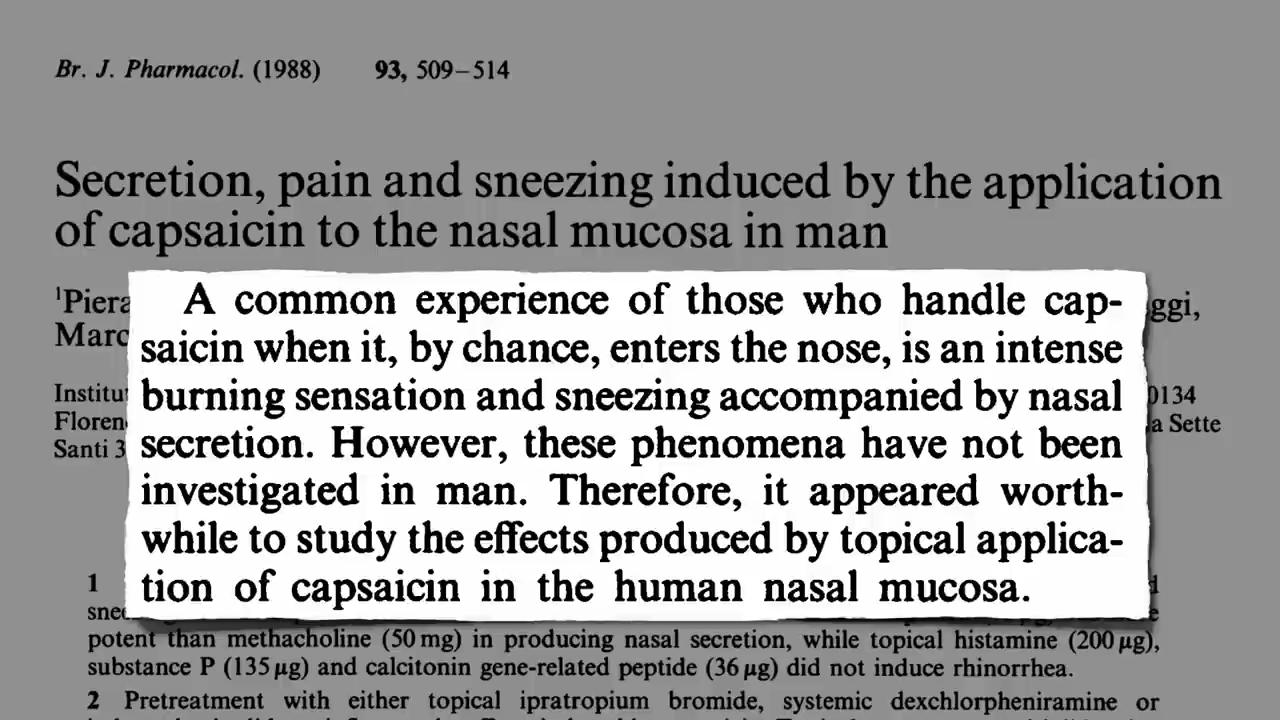 Br. J. Pharmacol. (1988) 93, 509–514
Secretion, pain and sneezing induced by the application
of capsaicin to the nasal mucosa in man
A common experience of those who handle cap-
saicin when it, by chance, enters the nose, is an intense
burning sensation and sneezing accompanied by nasal
secretion. However, these phenomena have not been
investigated in man. Therefore, it appeared worth-
while to study the effects produced by topical applica-
tion of capsaicin in the human nasal mucosa.
0134
Sette
Santi 3
1
potent than methacholine (50 mg) in producing nasal secretion, while topical histamine (200 µg),
substance P (135 µg) and calcitonin gene-related peptide (36 µg) did not induce rhinorrhea.
2 Pretreatment with either topical ipratropium bromide, systemic dexchlorpheniramine or